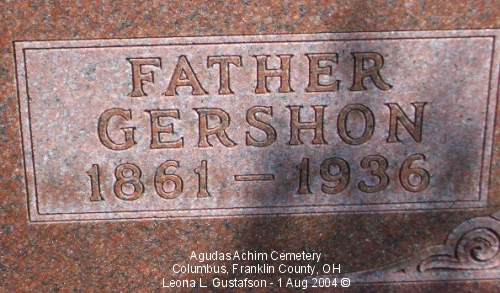 FATHER
GERSHON
1861 — 1936
Agudas Achim Cemetery
Columbus, Franklin County, OH
Leona L. Gustafson - 1 Aug 2004 ©